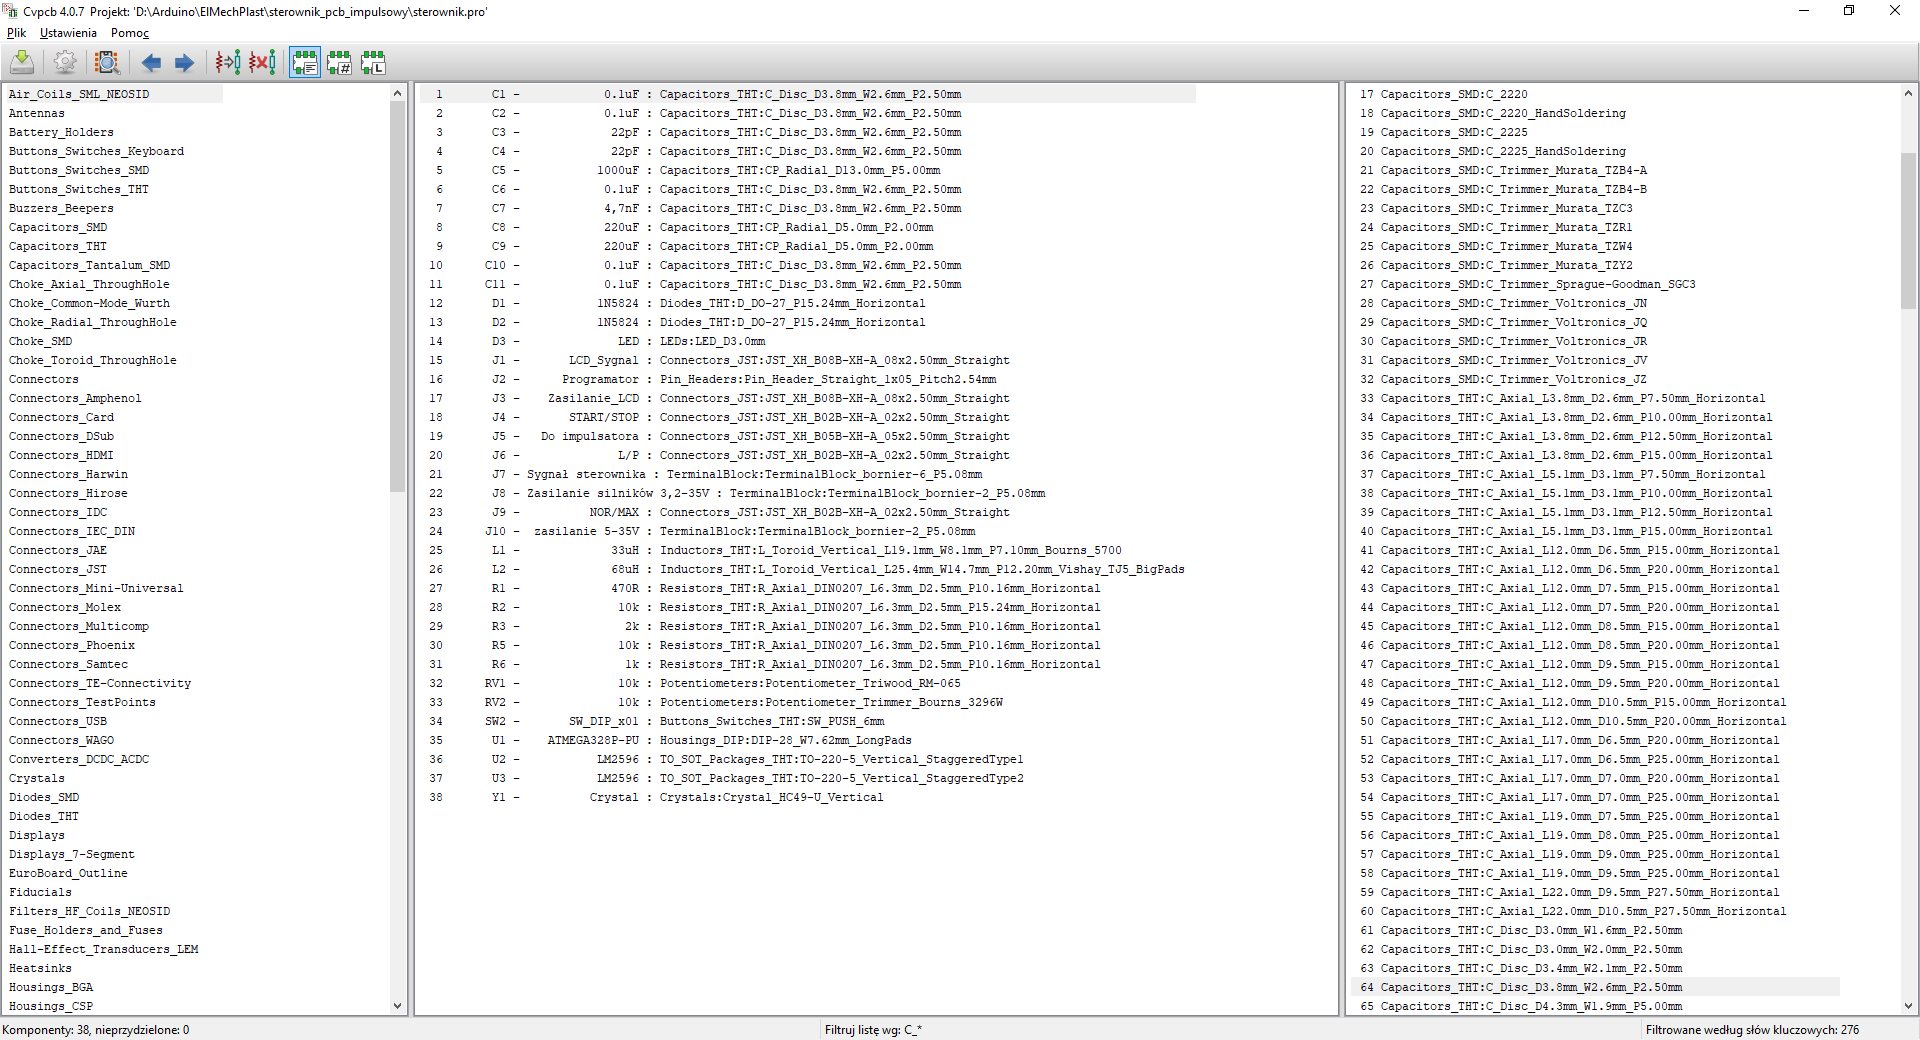 Cvpcb 4.0.7 Projekt: 'D:\Arduino\ElMechPlast\sterownik_pcb_impulsowy\sterownik.pro'
Plik Ustawienia Pomoc
Air_Coils_SML_NEOSID
Antennas
Battery_Holders
Buttons_Switches_Keyboard
Buttons_Switches_SMD
Buttons_Switches_THT
Buzzers_Beepers
Capacitors_SMD
Capacitors_THT
Capacitors_Tantalum_SMD
Choke_Axial_ThroughHole
Choke_Common-Mode_Wurth
Choke_Radial_ThroughHole
Choke_SMD
Choke_Toroid_ThroughHole
Connectors
Connectors_Amphenol
Connectors_Card
Connectors_DSub
Connectors_HDMI
Connectors_Harwin
Connectors_Hirose
Connectors_IDC
Connectors_IEC_DIN
Connectors_JAE
Connectors_JST
Connectors_Mini-Universal
Connectors_Molex
Connectors_Multicomp
Connectors_Phoenix
Connectors_Samtec
Connectors_TE-Connectivity
Connectors_TestPoints
Connectors_USB
Connectors_WAGO
Converters_DCDC_ACDC
Crystals
Diodes_SMD
Diodes_THT
Displays
Displays_7-Segment
EuroBoard_Outline
Fiducials
Filters_HF_Coils_NEOSID
Fuse_Holders_and_Fuses
Hall-Effect_Transducers_LEM
Heatsinks
Housings_BGA
Housings_CSP
1 C1 - 0.1uF : Capacitors_THT:C_Disc_D3.8mm_W2.6mm_P2.50mm
2 C2 - 0.1uF : Capacitors_THT:C_Disc_D3.8mm_W2.6mm_P2.50mm
3 C3 - 22pF : Capacitors_THT:C_Disc_D3.8mm_W2.6mm_P2.50mm
4 C4 - 22pF : Capacitors_THT:C_Disc_D3.8mm_W2.6mm_P2.50mm
5 C5 - 1000uF : Capacitors_THT:CP_Radial_D13.0mm_P5.00mm
6 C6 - 0.1uF : Capacitors_THT:C_Disc_D3.8mm_W2.6mm_P2.50mm
7 C7 - 4,7nF : Capacitors_THT:C_Disc_D3.8mm_W2.6mm_P2.50mm
8 C8 - 220uF : Capacitors_THT:CP_Radial_D5.0mm_P2.00mm
9 C9 - 220uF : Capacitors_THT:CP_Radial_D5.0mm_P2.00mm
10 C10 - 0.1uF : Capacitors_THT:C_Disc_D3.8mm_W2.6mm_P2.50mm
11 C11 - 0.1uF : Capacitors_THT:C_Disc_D3.8mm_W2.6mm_P2.50mm
12 D1 - 1N5824 : Diodes_THT:D_DO-27_P15.24mm_Horizontal
13 D2 - 1N5824 : Diodes_THT:D_DO-27_P15.24mm_Horizontal
14 D3 - LED : LEDs:LED_D3.0mm
15 J1 - LCD_Sygnal : Connectors_JST:JST_XH_B08B-XH-A_08x2.50mm_Straight
16 J2 - Programator : Pin_Headers:Pin_Header_Straight_1x05_Pitch2.54mm
17 J3 - Zasilanie_LCD : Connectors_JST:JST_XH_B08B-XH-A_08x2.50mm_Straight
18 J4 - START/STOP : Connectors_JST:JST_XH_B02B-XH-A_02x2.50mm_Straight
19 J5 - Do impulsatora : Connectors_JST:JST_XH_B05B-XH-A_05x2.50mm_Straight
20 J6 - L/P : Connectors_JST:JST_XH_B02B-XH-A_02x2.50mm_Straight
21 J7 - Sygnał sterownika : TerminalBlock:TerminalBlock_bornier-6_P5.08mm
22 J8 - Zasilanie silników 3,2-35V : TerminalBlock:TerminalBlock_bornier-2_P5.08mm
23 J9 - NOR/MAX : Connectors_JST:JST_XH_B02B-XH-A_02x2.50mm_Straight
24 J10 - zasilanie 5-35V : TerminalBlock:TerminalBlock_bornier-2_P5.08mm
25 L1 - 33uH : Inductors_THT:L_Toroid_Vertical_L19.1mm_W8.1mm_P7.10mm_Bourns_5700
26 L2 - 68uH : Inductors_THT:L_Toroid_Vertical_L25.4mm_W14.7mm_P12.20mm_Vishay_TJ5_BigPads
27 R1 - 470R : Resistors_THT:R_Axial_DIN0207_L6.3mm_D2.5mm_P10.16mm_Horizontal
28 R2 - 10k : Resistors_THT:R_Axial_DIN0207_L6.3mm_D2.5mm_P15.24mm_Horizontal
29 R3 - 2k : Resistors_THT:R_Axial_DIN0207_L6.3mm_D2.5mm_P10.16mm_Horizontal
30 R5 - 10k : Resistors_THT:R_Axial_DIN0207_L6.3mm_D2.5mm_P10.16mm_Horizontal
31 R6 - 1k : Resistors_THT:R_Axial_DIN0207_L6.3mm_D2.5mm_P10.16mm_Horizontal
32 RV1 - 10k : Potentiometers:Potentiometer_Triwood_RM-065
33 RV2 - 10k : Potentiometers:Potentiometer_Trimmer_Bourns_3296W
34 SW2 - SW_DIP_x01 : Buttons_Switches_THT:SW_PUSH_6mm
35 U1 - ATMEGA328P-PU : Housings_DIP:DIP-28_W7.62mm_LongPads
36 U2 - LM2596 : TO_SOT_Packages_THT:TO-220-5_Vertical_StaggeredType1
37 U3 - LM2596 : TO_SOT_Packages_THT:TO-220-5_Vertical_StaggeredType2
38 Y1 - Crystal : Crystals:Crystal_HC49-U_Vertical
17 Capacitors_SMD:C_2220
18 Capacitors_SMD:C_2220_HandSoldering
19 Capacitors_SMD:C_2225
20 Capacitors_SMD:C_2225_HandSoldering
21 Capacitors_SMD:C_Trimmer_Murata_TZB4-A
22 Capacitors_SMD:C_Trimmer_Murata_TZB4-B
23 Capacitors_SMD:C_Trimmer_Murata_TZC3
24 Capacitors_SMD:C_Trimmer_Murata_TZR1
25 Capacitors_SMD:C_Trimmer_Murata_TZW4
26 Capacitors_SMD:C_Trimmer_Murata_TZY2
27 Capacitors_SMD:C_Trimmer_Sprague-Goodman_SGC3
28 Capacitors_SMD:C_Trimmer_Voltronics_JN
29 Capacitors_SMD:C_Trimmer_Voltronics_JQ
30 Capacitors_SMD:C_Trimmer_Voltronics_JR
31 Capacitors_SMD:C_Trimmer_Voltronics_JV
32 Capacitors_SMD:C_Trimmer_Voltronics_JZ
33 Capacitors_THT:C_Axial_L3.8mm_D2.6mm_P7.50mm_Horizontal
34 Capacitors_THT:C_Axial_L3.8mm_D2.6mm_P10.00mm_Horizontal
35 Capacitors_THT:C_Axial_L3.8mm_D2.6mm_P12.50mm_Horizontal
36 Capacitors_THT:C_Axial_L3.8mm_D2.6mm_P15.00mm_Horizontal
37 Capacitors_THT:C_Axial_L5.1mm_D3.1mm_P7.50mm_Horizontal
38 Capacitors_THT:C_Axial_L5.1mm_D3.1mm_P10.00mm_Horizontal
39 Capacitors_THT:C_Axial_L5.1mm_D3.1mm_P12.50mm_Horizontal
40 Capacitors_THT:C_Axial_L5.1mm_D3.1mm_P15.00mm_Horizontal
41 Capacitors_THT:C_Axial_L12.0mm_D6.5mm_P15.00mm_Horizontal
42 Capacitors_THT:C_Axial_L12.0mm_D6.5mm_P20.00mm_Horizontal
43 Capacitors_THT:C_Axial_L12.0mm_D7.5mm_P15.00mm_Horizontal
44 Capacitors_THT:C_Axial_L12.0mm_D7.5mm_P20.00mm_Horizontal
45 Capacitors_THT:C_Axial_L12.0mm_D8.5mm_P15.00mm_Horizontal
46 Capacitors_THT:C_Axial_L12.0mm_D8.5mm_P20.00mm_Horizontal
47 Capacitors_THT:C_Axial_L12.0mm_D9.5mm_P15.00mm_Horizontal
48 Capacitors_THT:C_Axial_L12.0mm_D9.5mm_P20.00mm_Horizontal
49 Capacitors_THT:C_Axial_L12.0mm_D10.5mm_P15.00mm_Horizontal
50 Capacitors_THT:C_Axial_L12.0mm_D10.5mm_P20.00mm_Horizontal
51 Capacitors_THT:C_Axial_L17.0mm_D6.5mm_P20.00mm_Horizontal
52 Capacitors_THT:C_Axial_L17.0mm_D6.5mm_P25.00mm_Horizontal
53 Capacitors_THT:C_Axial_L17.0mm_D7.0mm_P20.00mm_Horizontal
54 Capacitors_THT:C_Axial_L17.0mm_D7.0mm_P25.00mm_Horizontal
55 Capacitors_THT:C_Axial_L19.0mm_D7.5mm_P25.00mm_Horizontal
56 Capacitors_THT:C_Axial_L19.0mm_D8.0mm_P25.00mm_Horizontal
57 Capacitors_THT:C_Axial_L19.0mm_D9.0mm_P25.00mm_Horizontal
58 Capacitors_THT:C_Axial_L19.0mm_D9.5mm_P25.00mm_Horizontal
59 Capacitors_THT:C_Axial_L22.0mm_D9.5mm_P27.50mm_Horizontal
60 Capacitors_THT:C_Axial_L22.0mm_D10.5mm_P27.50mm_Horizontal
61 Capacitors_THT:C_Disc_D3.0mm_W1.6mm_P2.50mm
62 Capacitors_THT:C_Disc_D3.0mm_W2.0mm_P2.50mm
63 Capacitors_THT:C_Disc_D3.4mm_W2.1mm_P2.50mm
64 Capacitors_THT:C_Disc_D3.8mm_W2.6mm_P2.50mm
65 Capacitors_THT:C_Disc_D4.3mm_W1.9mm_P5.00mm
Komponenty: 38, nieprzydzielone: 0
Filtruj listę wg: C_*
Filtrowane według słów kluczowych: 276